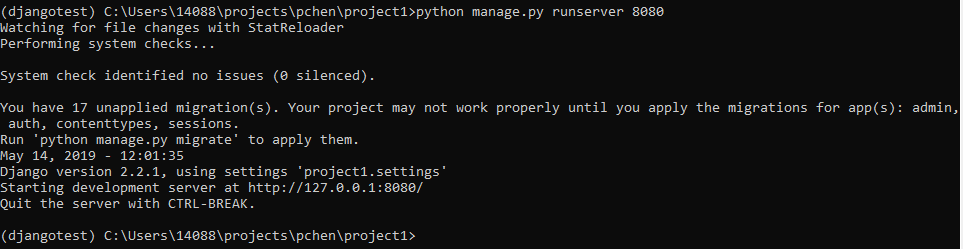 (djangotest) C:\Users\14088\projects\pchen\project1>python manage.py runserver 8080
Watching for file changes with StatReloader
Performing system checks...
System check identified no issues (0 silenced).
You have 17 unapplied migration(s). Your project may not work properly until you apply the migrations for app(s): admin,
 auth, contenttypes, sessions.
Run 'python manage.py migrate' to apply them.
May 14, 2019 - 12:01:35
Django version 2.2.1, using settings 'project1.settings'
Starting development server at http://127.0.0.1:8080/
Quit the server with CTRL-BREAK.
(djangotest) C:\Users\14088\projects\pchen\project1>